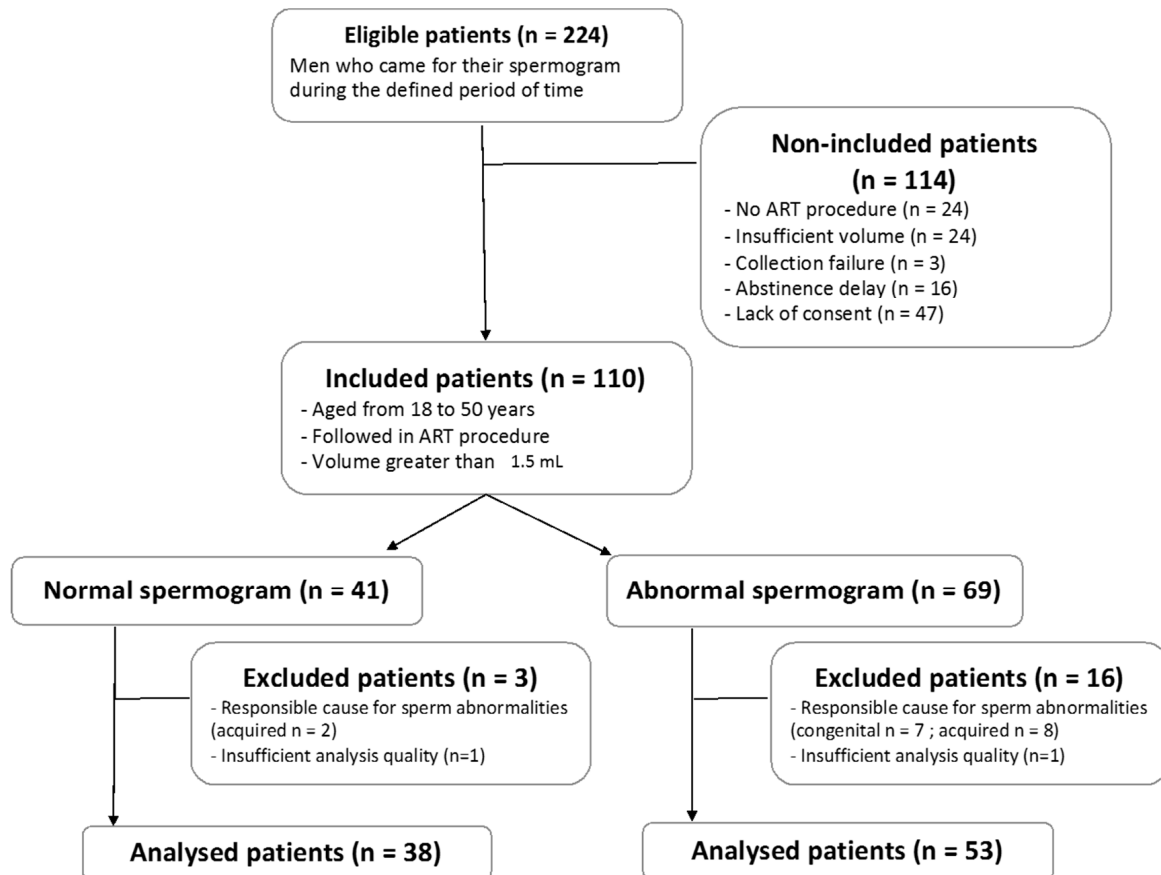 Eligible patients (n = 224)
Men who came for their spermogram
during the defined period of time
Non-included patients
(n = 114)
- No ART procedure (n = 24)
- Insufficient volume (n = 24)
- Collection failure (n = 3)
- Abstinence delay (n = 16)
- Lack of consent (n = 47)
Included patients (n = 110)
- Aged from 18 to 50 years
- Followed in ART procedure
- Volume greater than 1.5 mL
Normal spermogram (n = 41)
Abnormal spermogram (n = 69)
Excluded patients (n = 3)
- Responsible cause for sperm abnormalities
(acquired n = 2)
- Insufficient analysis quality (n=1)
Excluded patients (n = 16)
- Responsible cause for sperm abnormalities
(congenital n = 7 ; acquired n = 8)
- Insufficient analysis quality (n=1)
Analysed patients (n = 38)
Analysed patients (n = 53)